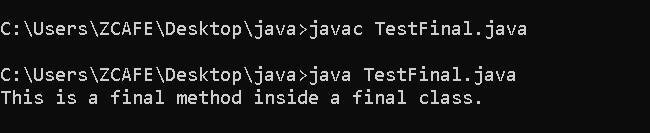 C:\Users\ZCAFE\Desktop\java>javac TestFinal.java
C:\Users\ZCAFE\Desktop\java>java TestFinal.java
This is a final method inside a final class.